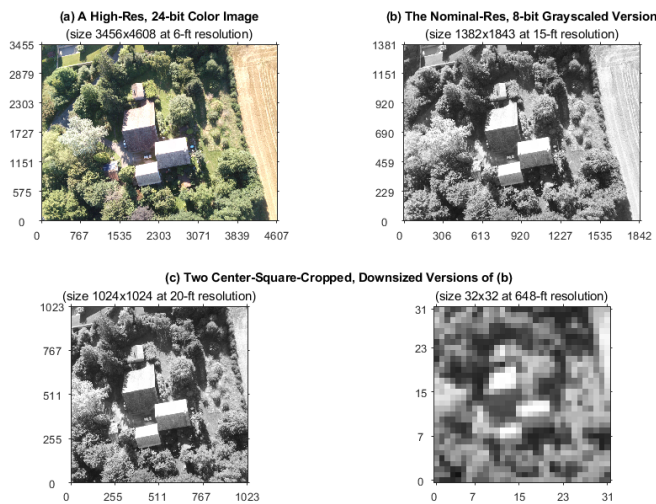 (a) A High-Res, 24-bit Color Image
(size 3456x4608 at 6-ft resolution)
3455
2879
2303
1727
1151
575
0
0 767 1535 2303 3071 3839 4607
(b) The Nominal-Res, 8-bit Grayscaled Version
(size 1382x1843 at 15-ft resolution)
1381
1151
920
690
459
229
0
0 306 613 920 1227 1535 1842
(c) Two Center-Square-Cropped, Downsized Versions of (b)
(size 1024x1024 at 20-ft resolution)
1023
767
511
255
0
0 255 511 767 1023
(size 32x32 at 648-ft resolution)
31
23
15
7
0
0 7 15 23 31